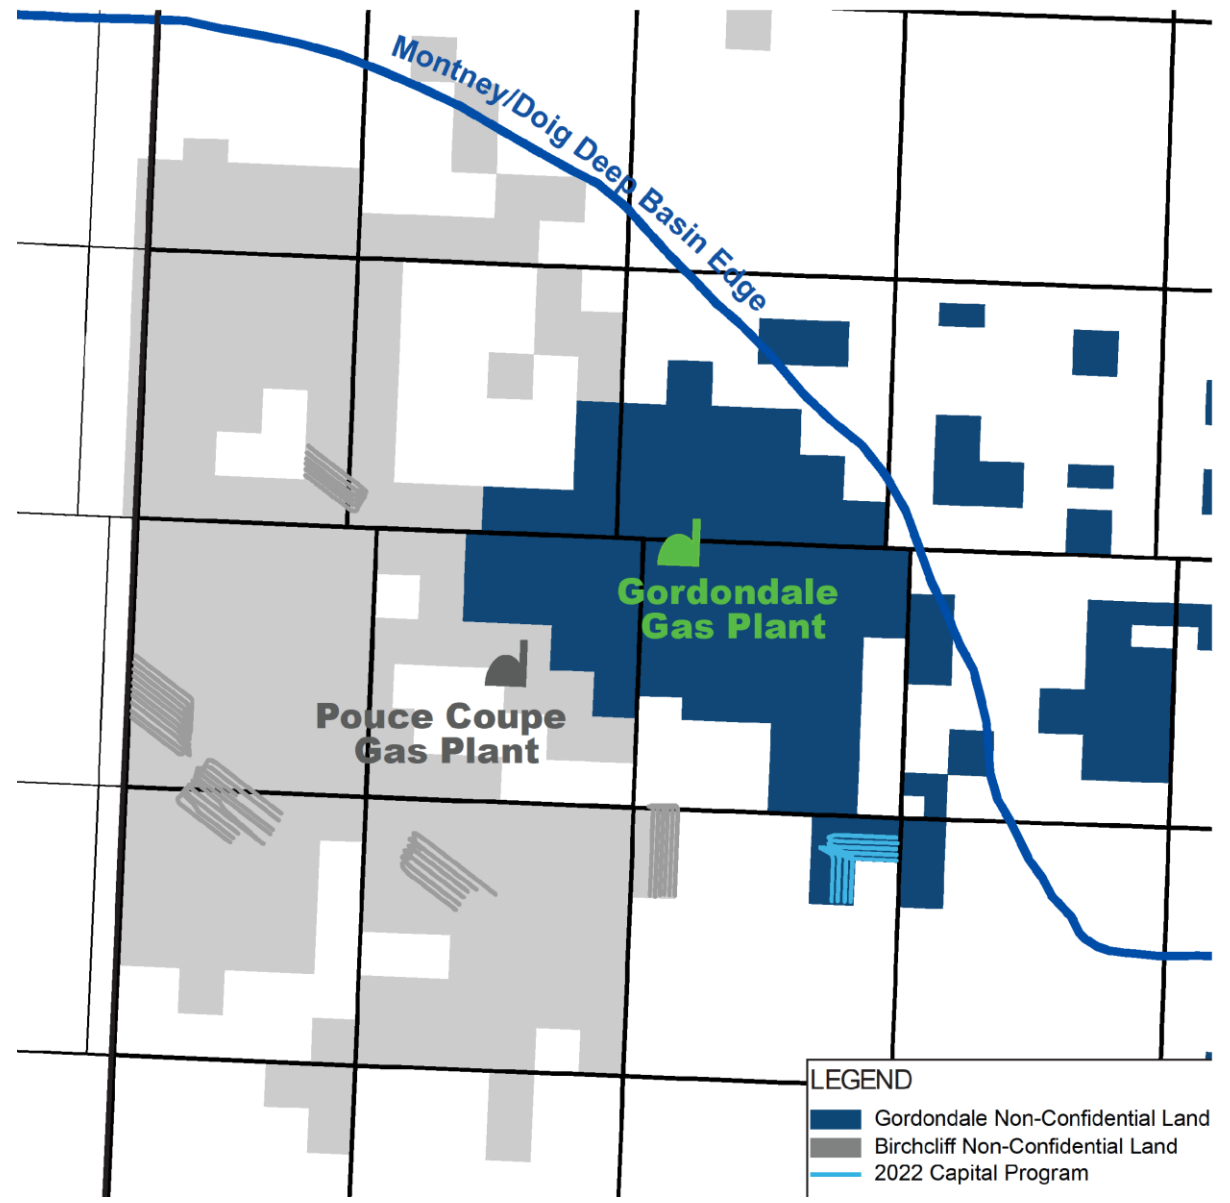 Montney/Doig Deep Basin Edge
Gordondale
Gas Plant
Pouce Coupe
Gas Plant
LEGEND
Gordondale Non-Confidential Land
Birchcliff Non-Confidential Land
2022 Capital Program